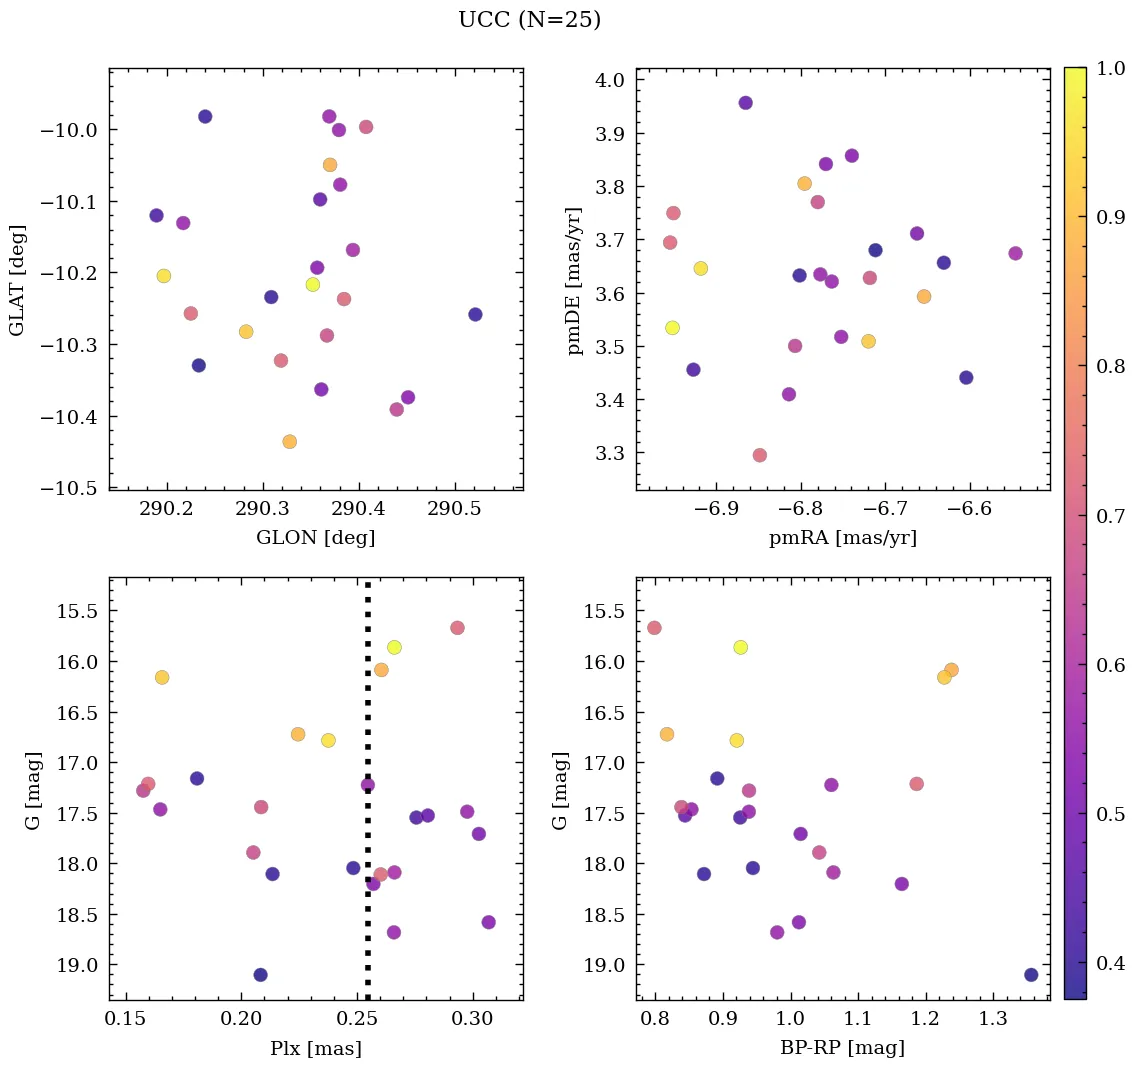 UCC (N=25)
−10.0
−10.1
−10.2
−10.3
−10.4
−10.5
GLAT [deg]
290.2 290.3 290.4 290.5
GLON [deg]
4.0
3.9
3.8
3.7
3.6
3.5
3.4
3.3
pmDE [mas/yr]
−6.9 −6.8 −6.7 −6.6
pmRA [mas/yr]
15.5
16.0
16.5
17.0
17.5
18.0
18.5
19.0
G [mag]
0.15 0.20 0.25 0.30
Plx [mas]
15.5
16.0
16.5
17.0
17.5
18.0
18.5
19.0
G [mag]
0.8 0.9 1.0 1.1 1.2 1.3
BP-RP [mag]
1.0
0.9
0.8
0.7
0.6
0.5
0.4